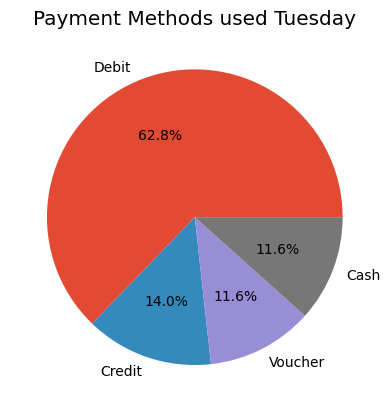 Payment Methods used Tuesday
Debit
62.8%
11.6%
Cash
14.0%
11.6%
Credit
Voucher